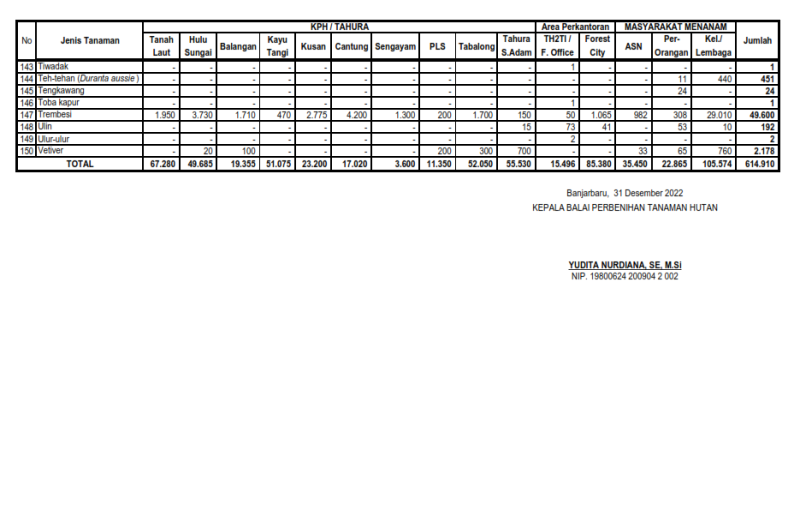 KPH / TAHURA Area Perkantoran MASYARAKAT MENANAM
No Jenis Tanaman Tanah Laut Hulu Sungai Balangan Kayu Tangi Kusan Cantung Sengayam PLS Tabalong Tahura S.Adam TH2TI / F. Office Forest City ASN Per-Orangan Kel./ Lembaga Jumlah
143 Tiwadak - - - - - - - - - - 1 - - - - 1
144 Teh-tehan (Duranta aussie) - - - - - - - - - - - - - 11 440 451
145 Tengkawang - - - - - - - - - - - - - 24 - 24
146 Toba kapur - - - - - - - - - - 1 - - - - 1
147 Trembesi 1.950 3.730 1.710 470 2.775 4.200 1.300 200 1.700 150 50 1.065 982 308 29.010 49.600
148 Ulin - - - - - - - - - 15 73 41 - 53 10 192
149 Ulur-ulur - - - - - - - - - - 2 - - - - 2
150 Vetiver - 20 100 - - - - 200 300 700 - - 33 65 760 2.178
TOTAL 67.280 49.685 19.355 51.075 23.200 17.020 3.600 11.350 52.050 55.530 15.496 85.380 35.450 22.865 105.574 614.910
Banjarbaru, 31 Desember 2022
KEPALA BALAI PERBENIHAN TANAMAN HUTAN
YUDITA NURDIANA, SE, M.Si
NIP. 19800624 200904 2 002